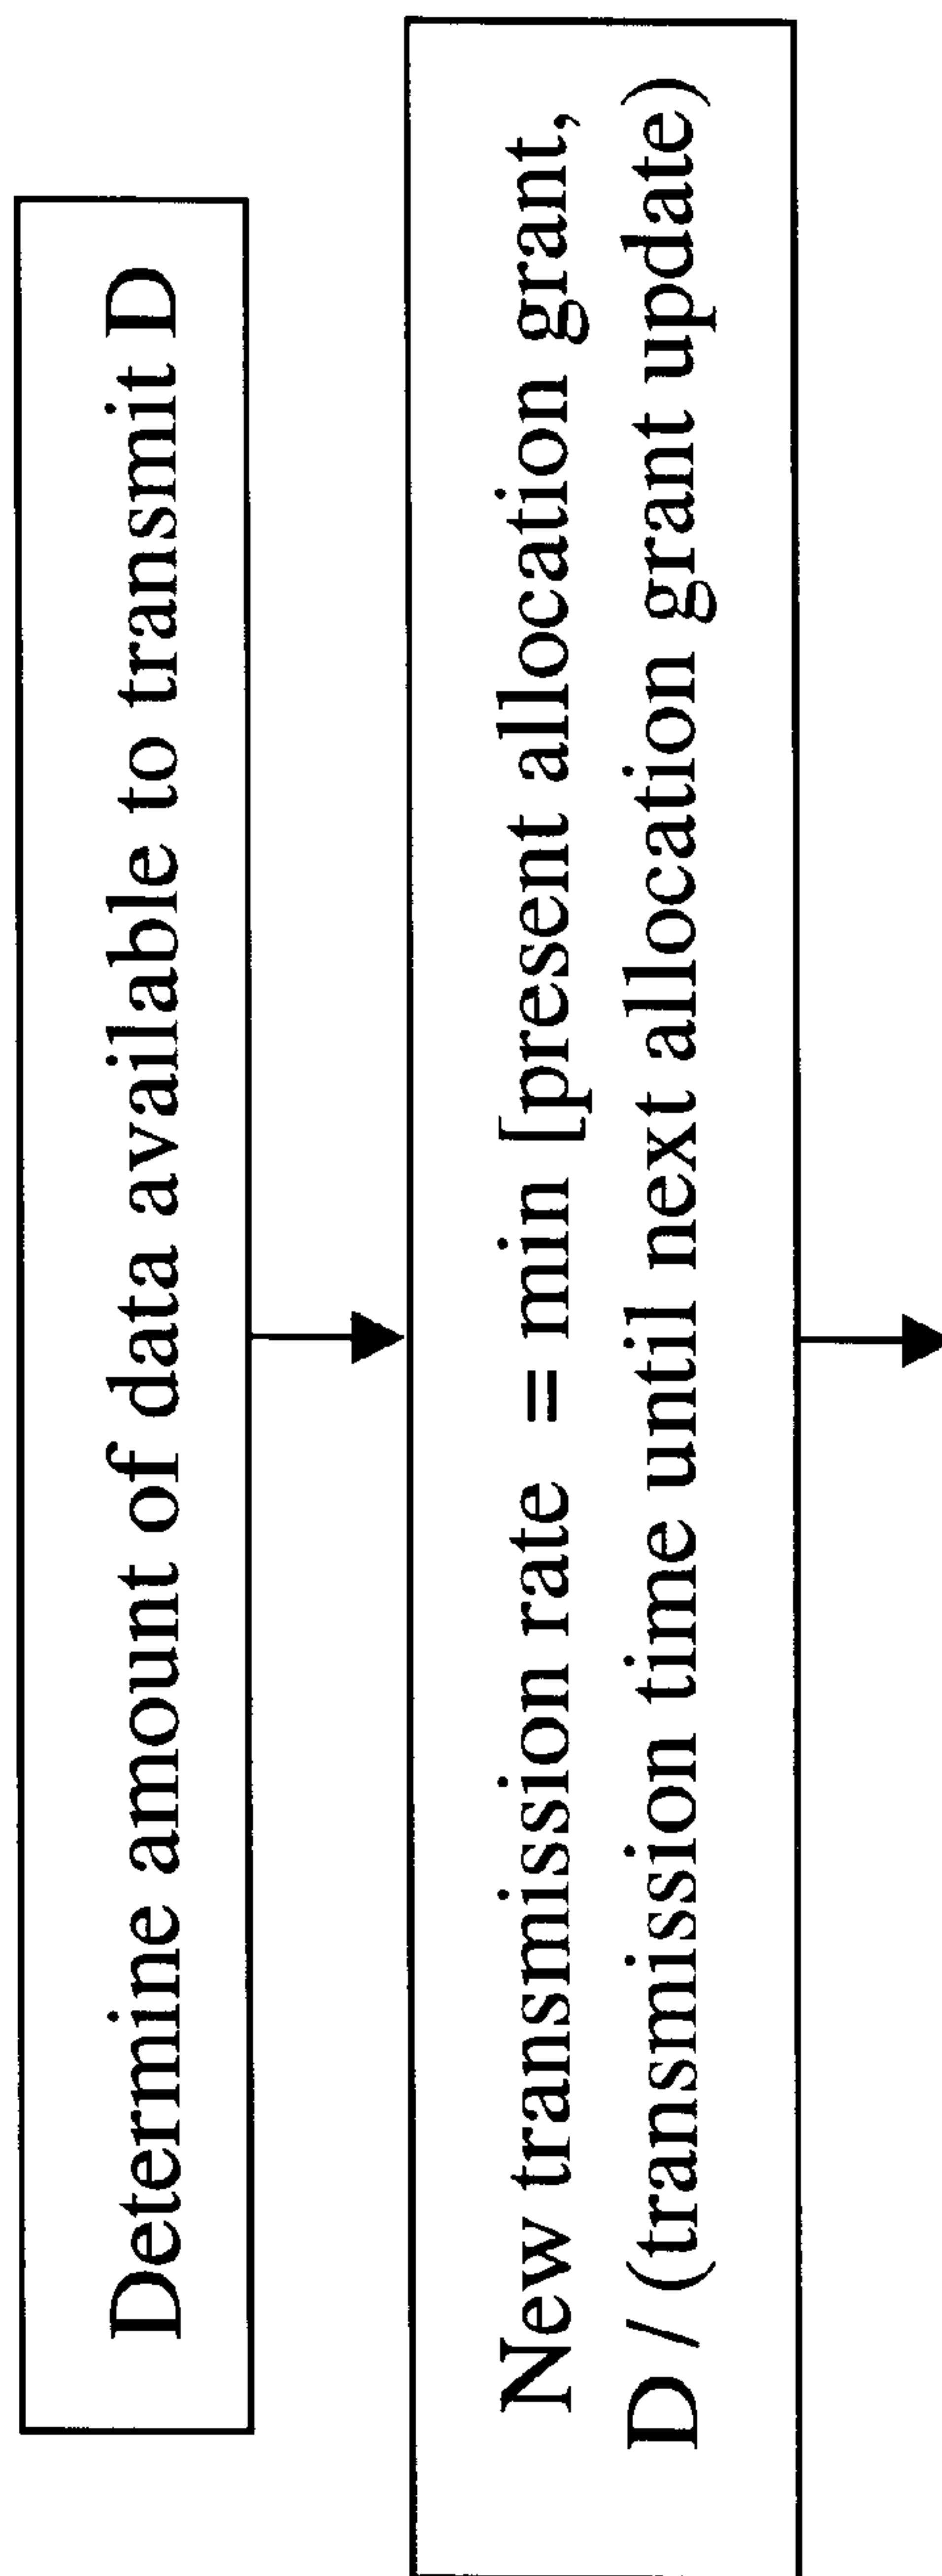 Determine amount of data available to transmit D
New transmission rate = min [present allocation grant,
D / (transmission time until next allocation grant update)